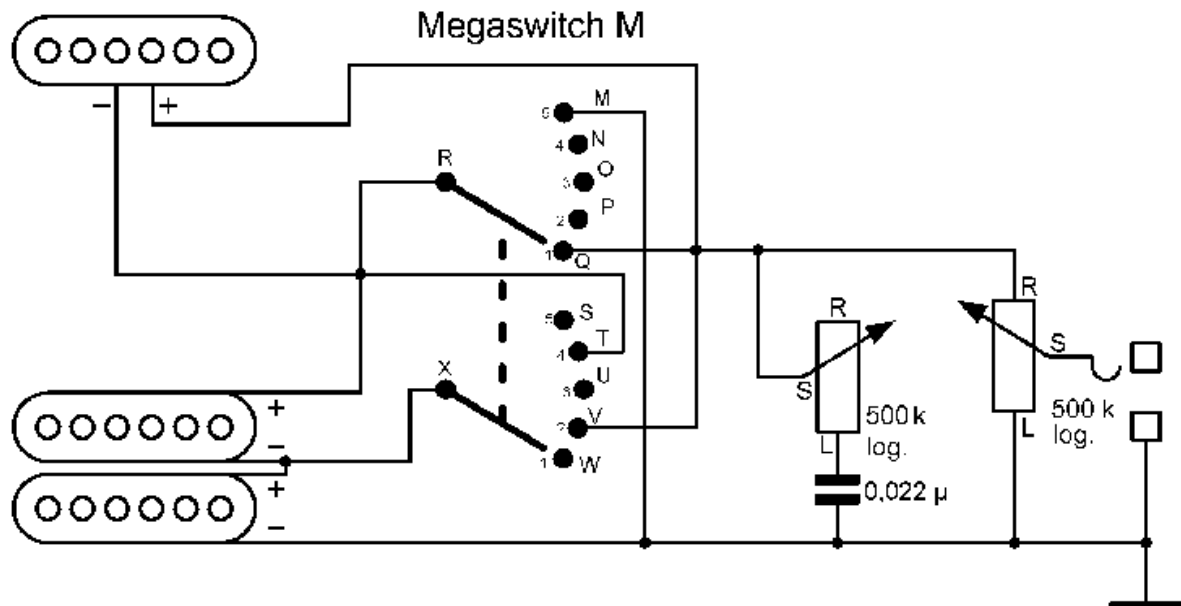 Megaswitch M
− +
5 M
4 N
R
3 O
2 P
1 Q
5 S
4 T
X
3 U
2 V
1 W
+
−
+
−
R
S
L
500 k
log.
0,022 µ
R
S
L
500 k
log.